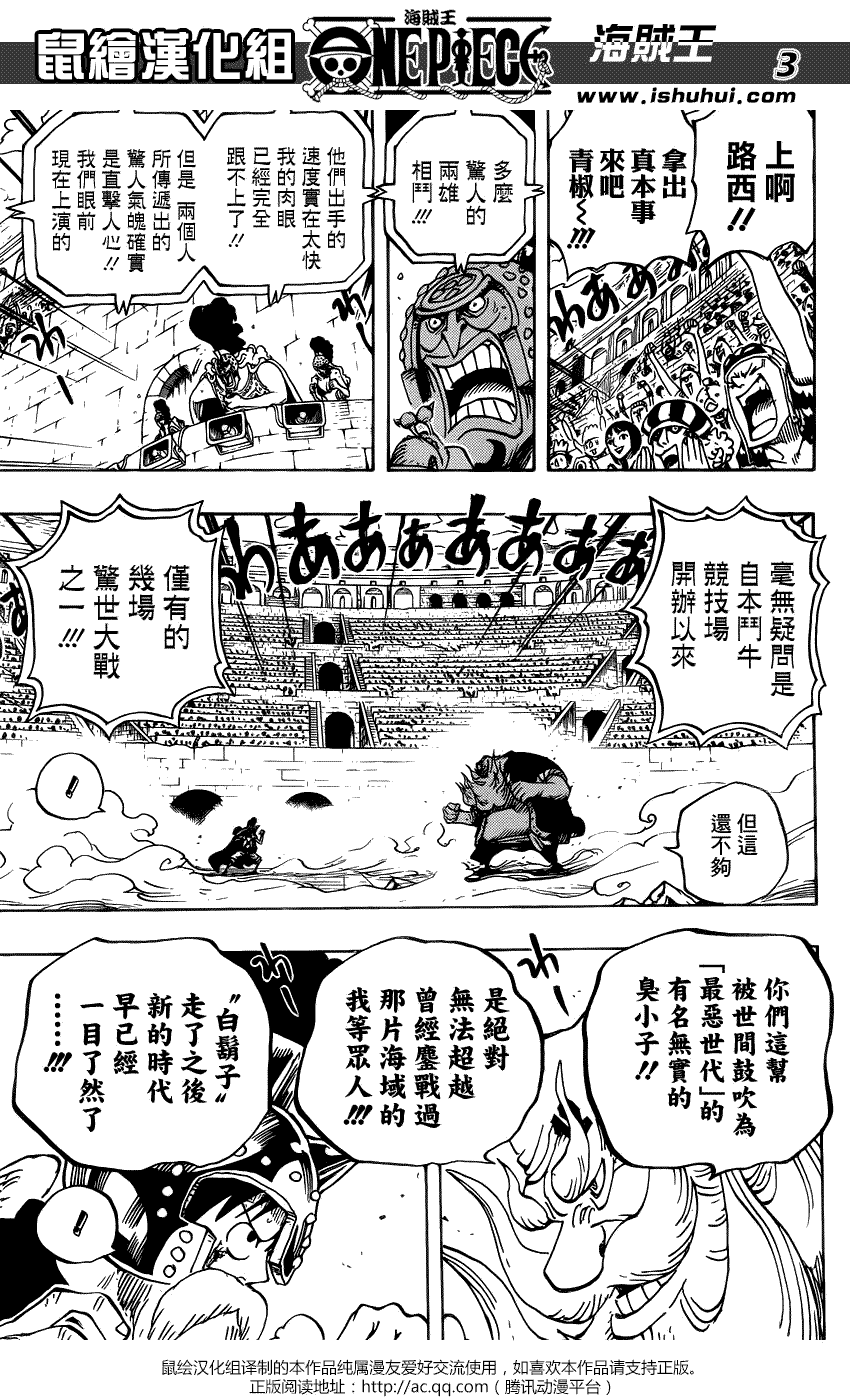 鼠繪漢化組
海賊王
ONE PIECE
海賊王
3
www.ishuhui.com
上啊
路西!!
拿出
真本事
來吧
青椒～!!!
わあああ
多麼
驚人的
兩雄
相鬥!!!
他們出手的
速度實在太快
我的肉眼
已經完全
跟不上了!!
但是 兩個人
所傳遞出的
驚人氣魄確實
是直擊人心!!
我們眼前
現在上演的
わー
わー
毫無疑問是
自本鬥牛
競技場
開辦以來
僅有的
幾場
驚世大戰
之一!!!
わああぁあああぁ
但這
還不夠
!
你們這幫
被世間鼓吹為
「最惡世代」的
有名無實的
臭小子!!
是絕對
無法超越
曾經鏖戰過
那片海域的
我等眾人!!!
“白鬍子”
走了之後
新的時代
早已經
一目了然了
……!!!
!
鼠绘汉化组译制的本作品纯属漫友爱好交流使用，如喜欢本作品请支持正版。
正版阅读地址：http://ac.qq.com（腾讯动漫平台）